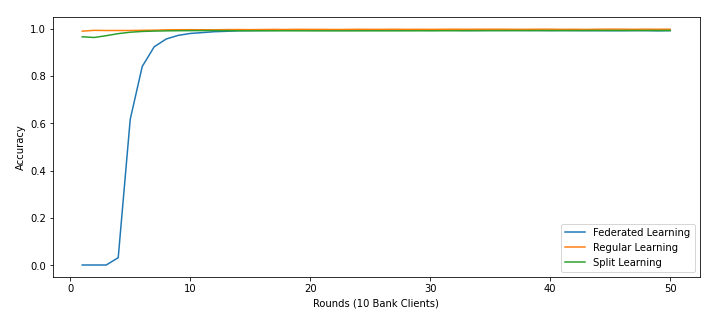 1.0
0.8
0.6
0.4
0.2
0.0
Accuracy
0
10
20
30
40
50
Rounds (10 Bank Clients)
Federated Learning
Regular Learning
Split Learning